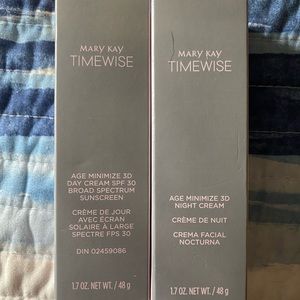 MARY KAY
TIMEWISE
AGE MINIMIZE 3D
DAY CREAM SPF 30
BROAD SPECTRUM
SUNSCREEN
CRÈME DE JOUR
AVEC ÉCRAN
SOLAIRE À LARGE
SPECTRE FPS 30
DIN 02459086
1.7 OZ. NET WT. / 48 g
MARY KAY
TIMEWISE
AGE MINIMIZE 3D
NIGHT CREAM
CRÈME DE NUIT
CREMA FACIAL
NOCTURNA
1.7 OZ. NET WT. / 48 g